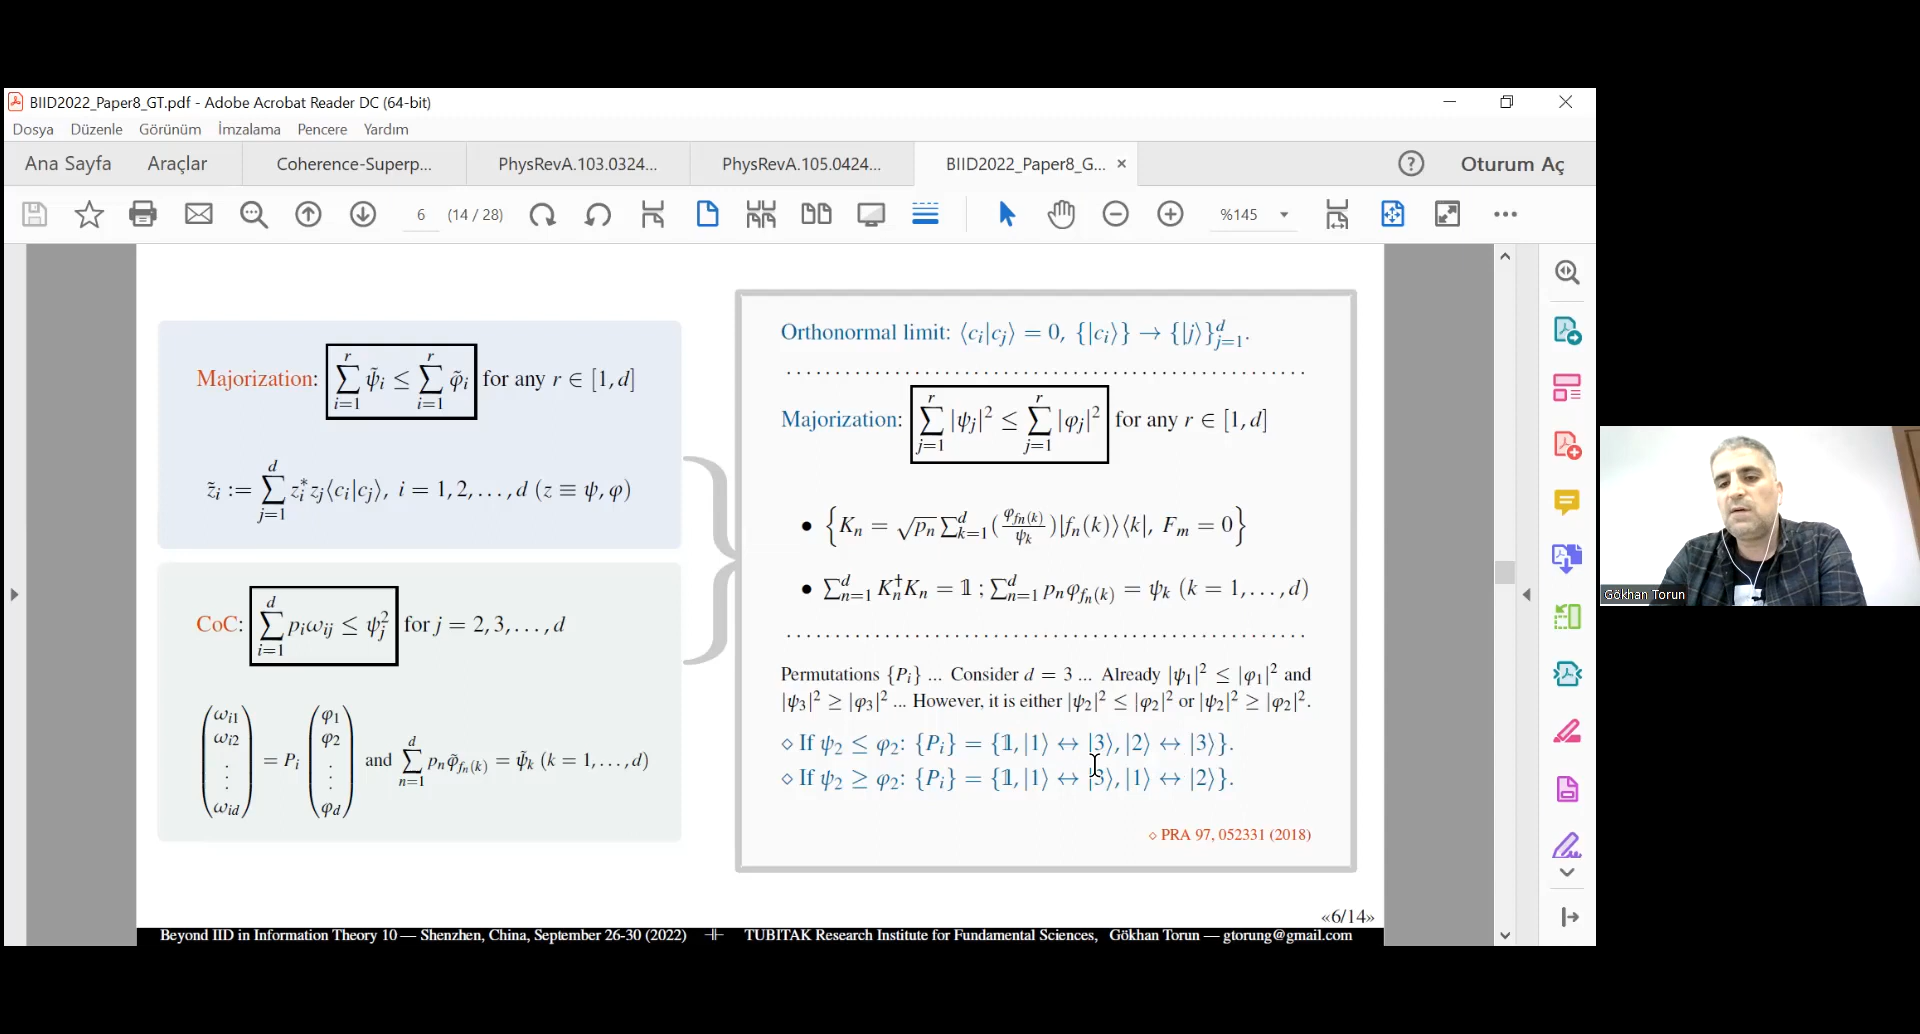 BIID2022_Paper8_GT.pdf - Adobe Acrobat Reader DC (64-bit)
Dosya Düzenle Görünüm İmzalama Pencere Yardım
Ana Sayfa Araçlar Coherence-Superp... PhysRevA.103.0324... PhysRevA.105.0424... BIID2022_Paper8_G... × Oturum Aç
6 (14 / 28) %145
Majorization: ∑_{i=1}^{r} ψ̃_i ≤ ∑_{i=1}^{r} φ̃_i for any r ∈ [1,d]
z̃_i := ∑_{j=1}^{d} z_i^* z_j⟨c_i|c_j⟩, i = 1,2,...,d (z ≡ ψ,φ)
CoC: ∑_{i=1}^{d} p_iω_{ij} ≤ ψ_j^2 for j = 2,3,...,d
(ω_{i1} ω_{i2} ⋮ ω_{id}) = P_i (φ_1 φ_2 ⋮ φ_d) and ∑_{n=1}^{d} p_nφ̃_{f_n(k)} = ψ̃_k (k = 1,...,d)
Orthonormal limit: ⟨c_i|c_j⟩ = 0, {|c_i⟩} → {|j⟩}_{j=1}^{d}.
Majorization: ∑_{j=1}^{r} |ψ_j|^2 ≤ ∑_{j=1}^{r} |φ_j|^2 for any r ∈ [1,d]
• {K_n = √p_n ∑_{k=1}^{d} (φ_{f_n(k)}/ψ_k)|f_n(k)⟩⟨k|, F_m = 0}
• ∑_{n=1}^{d} K_n^† K_n = 𝟙 ; ∑_{n=1}^{d} p_nφ_{f_n(k)} = ψ_k (k = 1,...,d)
Permutations {P_i} ... Consider d = 3 ... Already |ψ_1|^2 ≤ |φ_1|^2 and
|ψ_3|^2 ≥ |φ_3|^2 ... However, it is either |ψ_2|^2 ≤ |φ_2|^2 or |ψ_2|^2 ≥ |φ_2|^2.
⋄ If ψ_2 ≤ φ_2: {P_i} = {𝟙,|1⟩ ↔ |3⟩,|2⟩ ↔ |3⟩}.
⋄ If ψ_2 ≥ φ_2: {P_i} = {𝟙,|1⟩ ↔ |3⟩,|1⟩ ↔ |2⟩}.
⋄ PRA 97, 052331 (2018)
«6/14»
Beyond IID in Information Theory 10 — Shenzhen, China, September 26-30 (2022) ⊣⊢ TUBITAK Research Institute for Fundamental Sciences, Gökhan Torun — gtorung@gmail.com
Gökhan Torun